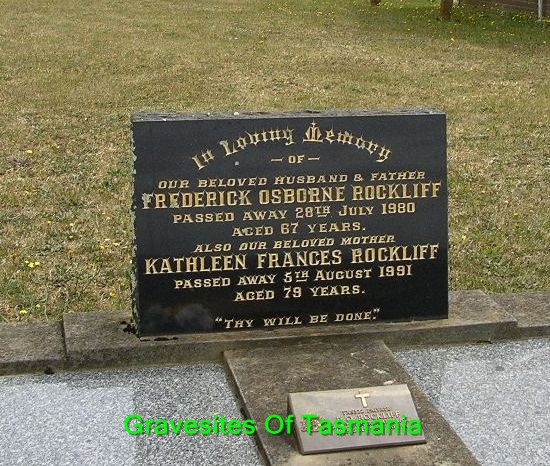 In Loving Memory
- OF -
OUR BELOVED HUSBAND & FATHER
FREDERICK OSBORNE ROCKLIFF
PASSED AWAY 28TH JULY 1980
AGED 67 YEARS.
ALSO OUR BELOVED MOTHER
KATHLEEN FRANCES ROCKLIFF
PASSED AWAY 5TH AUGUST 1991
AGED 79 YEARS.
"THY WILL BE DONE."
ROCKLIFF
Gravesites Of Tasmania